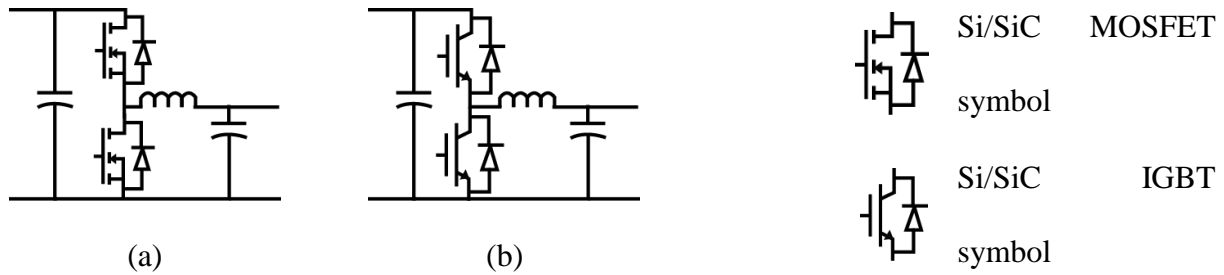 Si/SiC MOSFET
symbol
Si/SiC IGBT
symbol
(a) (b)